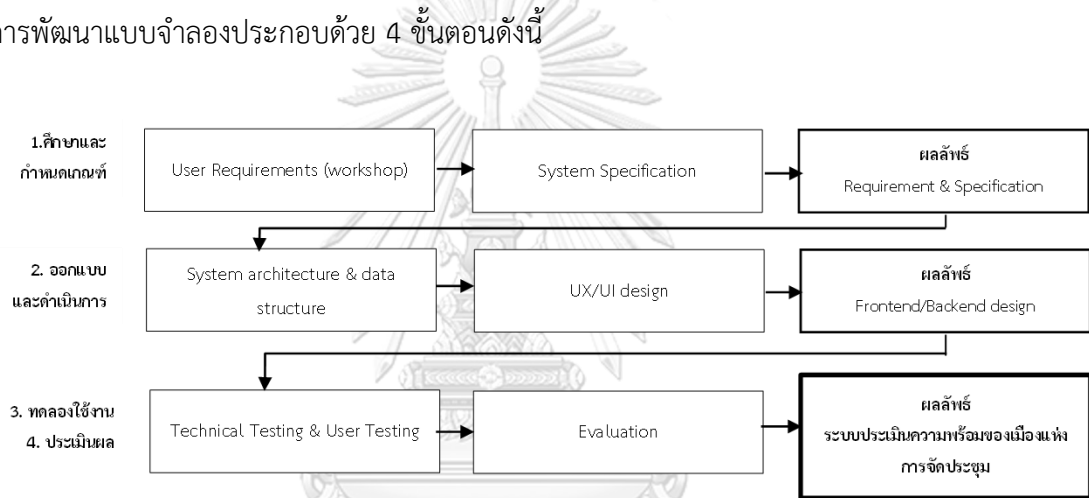 การพัฒนาแบบจำลองประกอบด้วย 4 ขั้นตอนดังนี้
1.ศึกษาและ
กำหนดเกณฑ์
User Requirements (workshop)
System Specification
ผลลัพธ์
Requirement & Specification
2. ออกแบบ
และดำเนินการ
System architecture & data
structure
UX/UI design
ผลลัพธ์
Frontend/Backend design
3. ทดลองใช้งาน
4. ประเมินผล
Technical Testing & User Testing
Evaluation
ผลลัพธ์
ระบบประเมินความพร้อมของเมืองแห่ง
การจัดประชุม